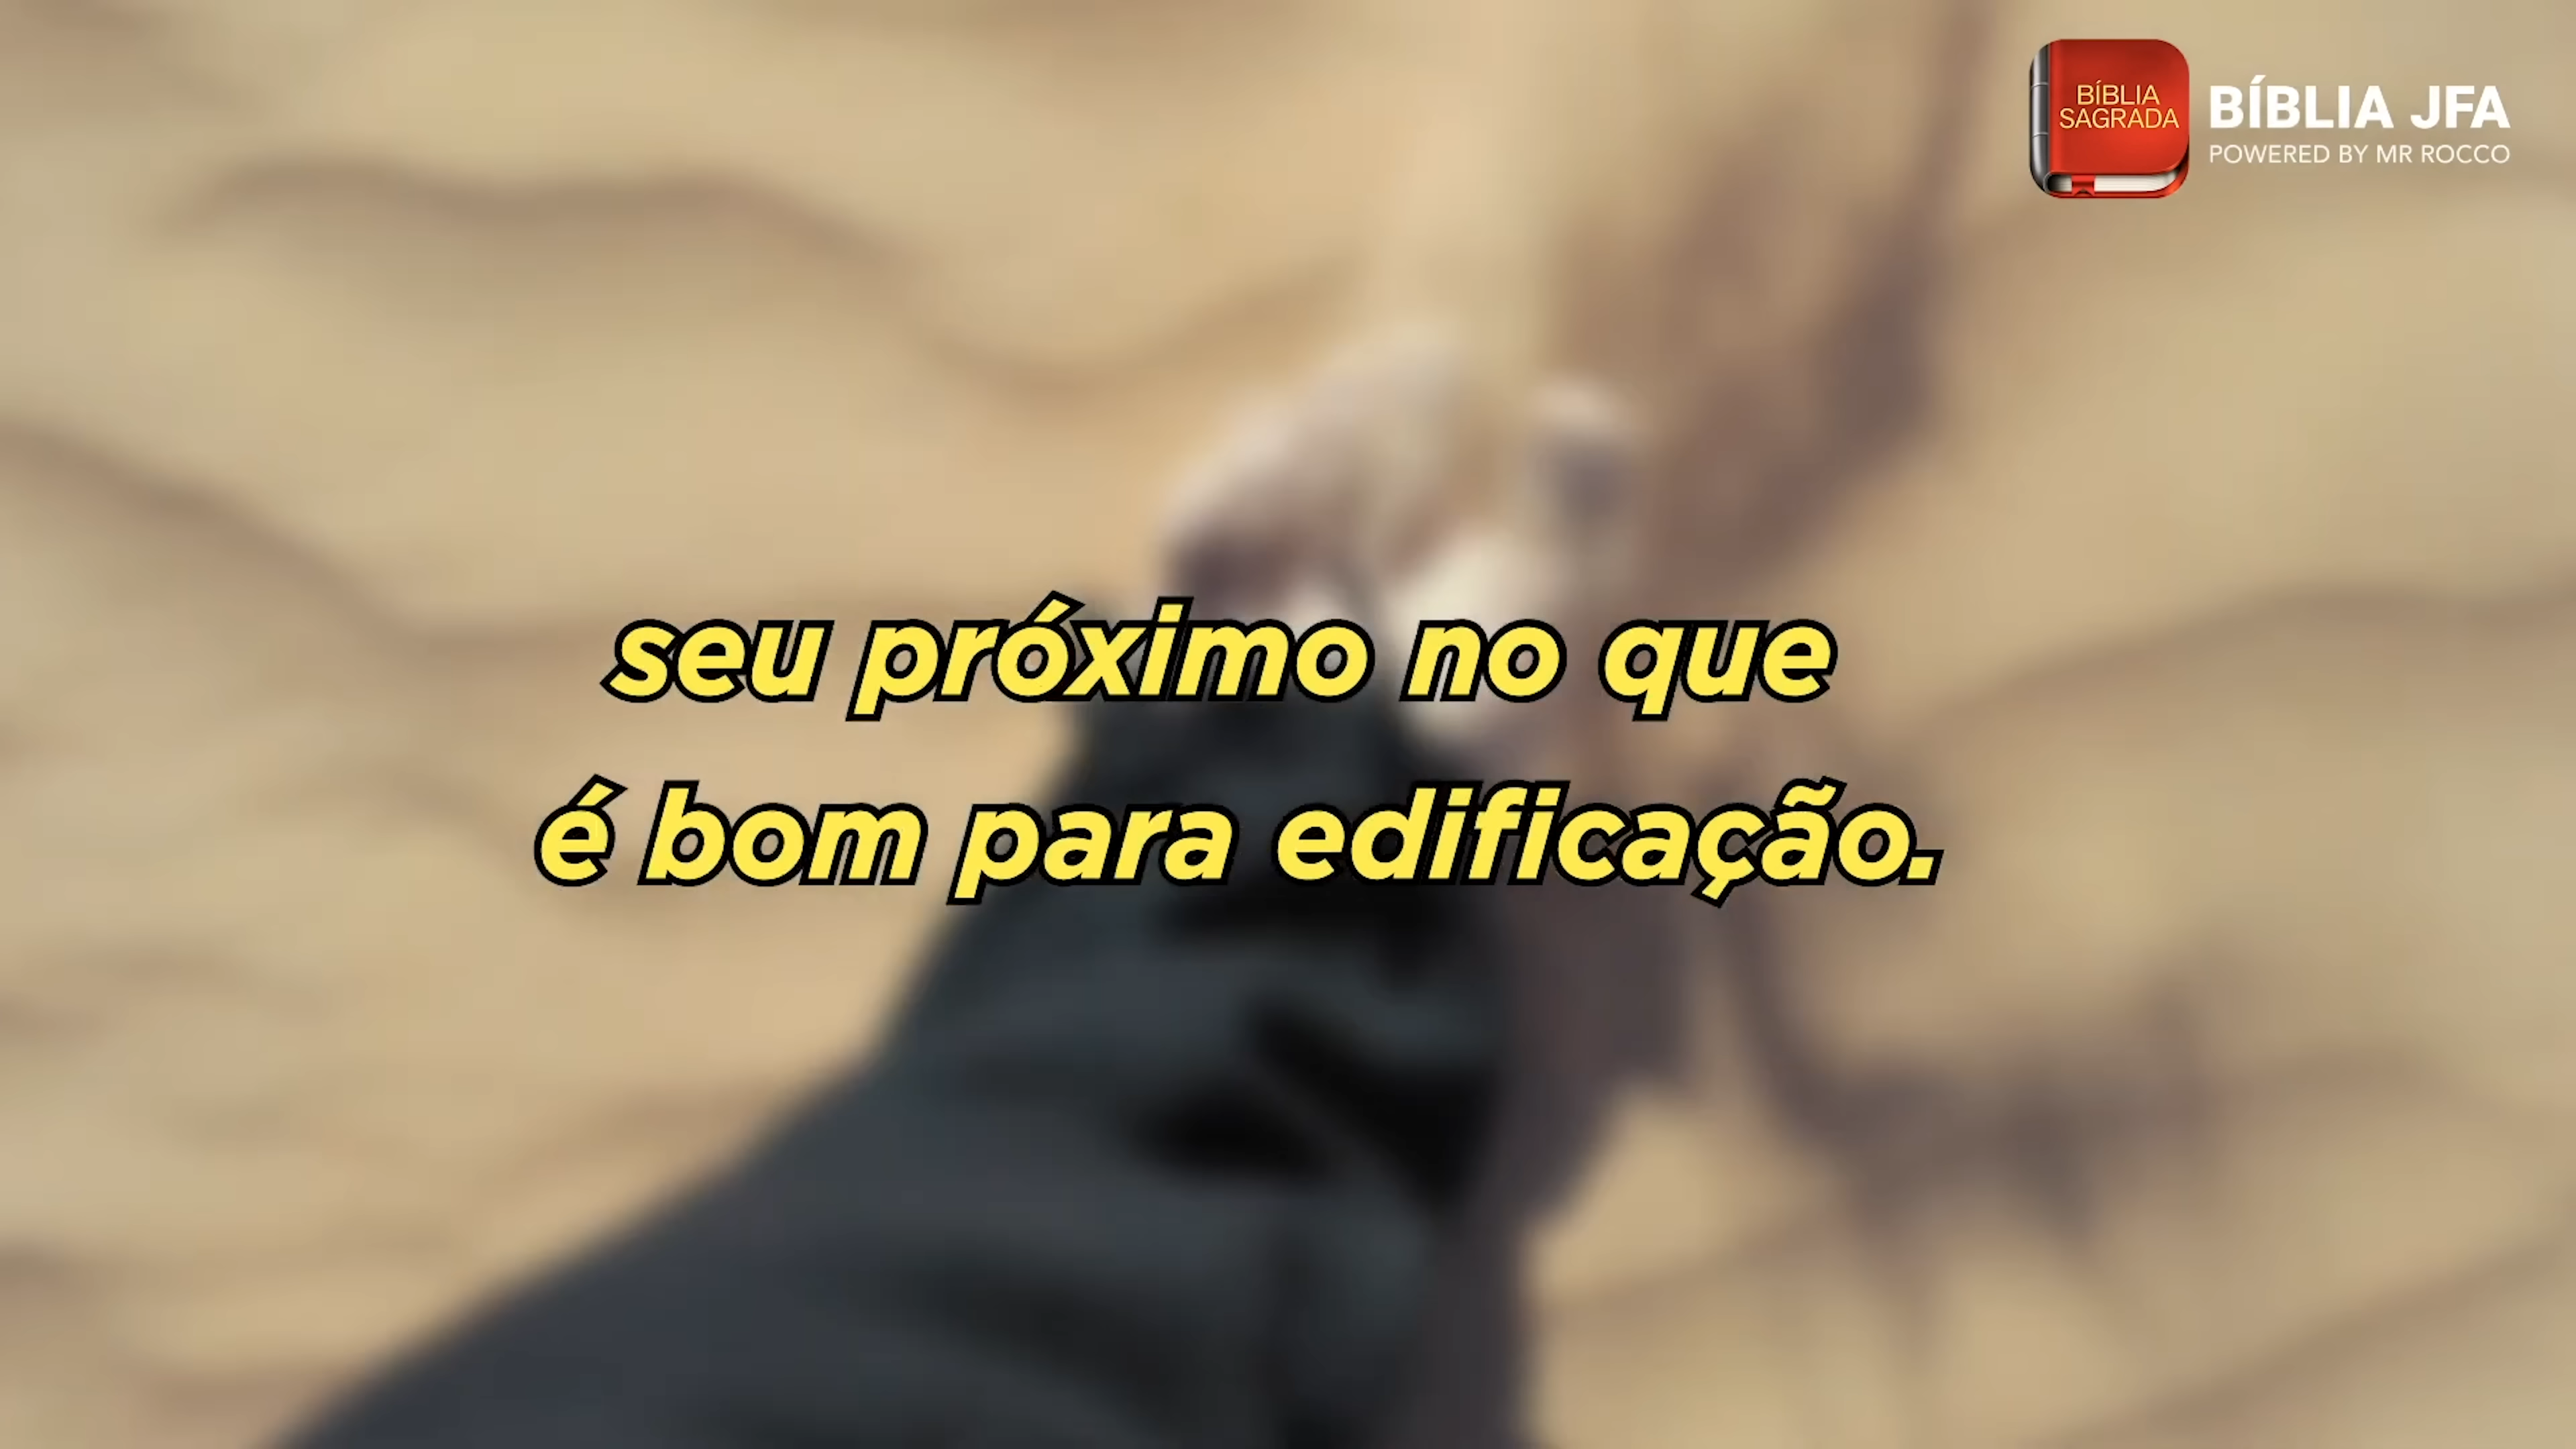 BÍBLIA
SAGRADA
BÍBLIA JFA
POWERED BY MR ROCCO
seu próximo no que
é bom para edificação.